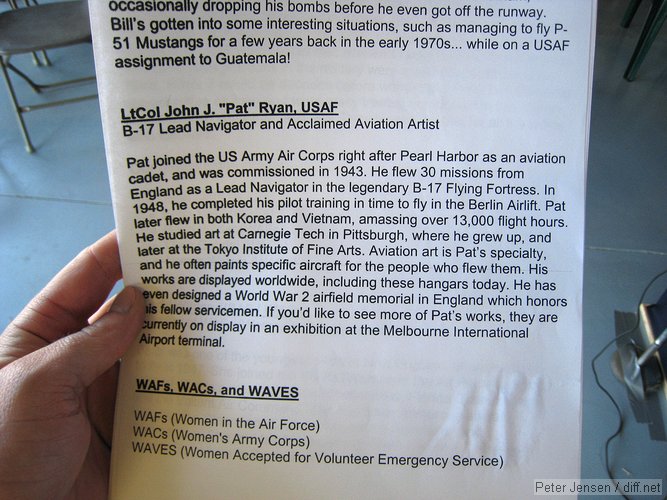 occasionally dropping his bombs before he even got off the runway.
Bill's gotten into some interesting situations, such as managing to fly P-
51 Mustangs for a few years back in the early 1970s... while on a USAF
assignment to Guatemala!
LtCol John J. "Pat" Ryan, USAF
B-17 Lead Navigator and Acclaimed Aviation Artist
Pat joined the US Army Air Corps right after Pearl Harbor as an aviation
cadet, and was commissioned in 1943. He flew 30 missions from
England as a Lead Navigator in the legendary B-17 Flying Fortress. In
1948, he completed his pilot training in time to fly in the Berlin Airlift. Pat
later flew in both Korea and Vietnam, amassing over 13,000 flight hours.
He studied art at Carnegie Tech in Pittsburgh, where he grew up, and
later at the Tokyo Institute of Fine Arts. Aviation art is Pat's specialty,
and he often paints specific aircraft for the people who flew them. His
works are displayed worldwide, including these hangars today. He has
even designed a World War 2 airfield memorial in England which honors
his fellow servicemen. If you'd like to see more of Pat's works, they are
currently on display in an exhibition at the Melbourne International
Airport terminal.
WAFs, WACs, and WAVES
WAFs (Women in the Air Force)
WACs (Women's Army Corps)
WAVES (Women Accepted for Volunteer Emergency Service)
Peter Jensen / diff.net